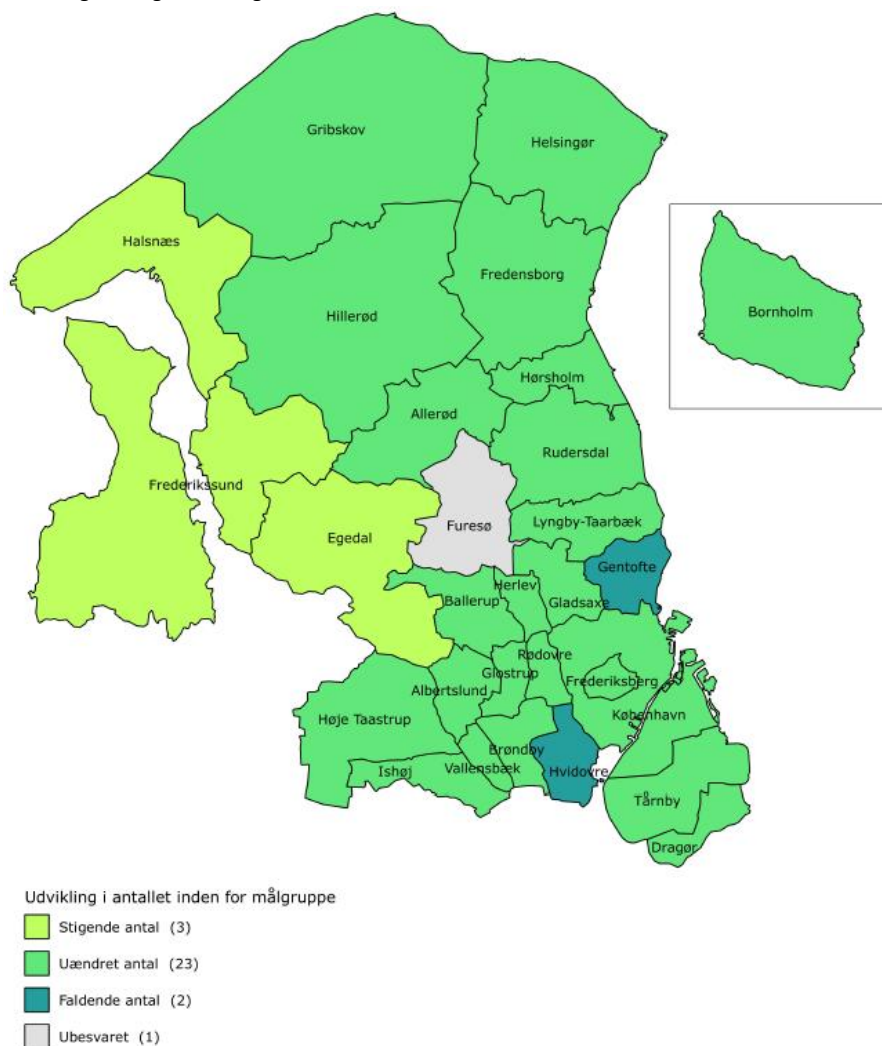 Gribskov
Helsingør
Halsnæs
Fredensborg
Bornholm
Hillerød
Hørsholm
Allerød
Rudersdal
Frederikssund
Furesø
Lyngby-Taarbæk
Egedal
Gentofte
Herlev
Ballerup
Gladsaxe
Rødovre
Glostrup
Frederiksberg
Albertslund
København
Høje Taastrup
Brøndby
Ishøj
Vallensbæk
Hvidovre
Tårnby
Dragør
Udvikling i antallet inden for målgruppe
Stigende antal (3)
Uændret antal (23)
Faldende antal (2)
Ubesvaret (1)